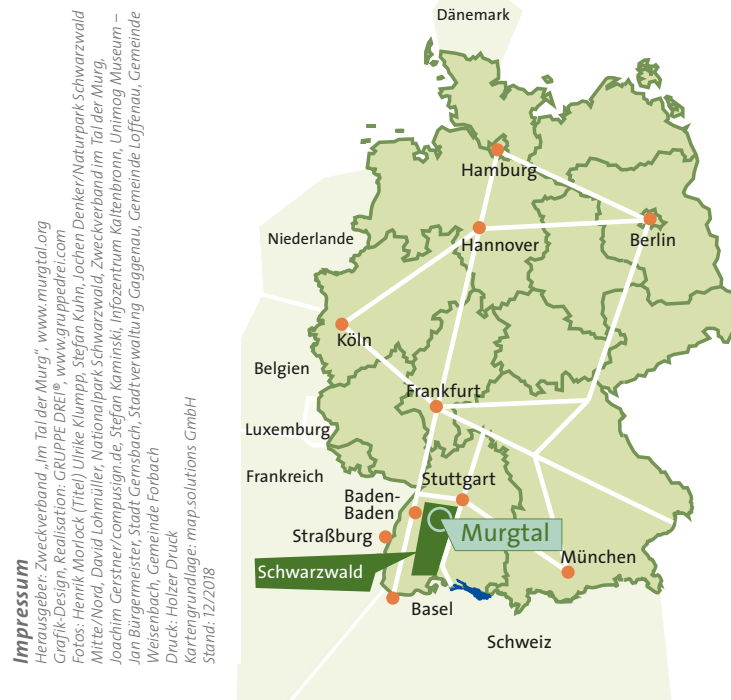 Impressum
Herausgeber: Zweckverband „Im Tal der Murg“, www.murgtal.org
Grafik-Design, Realisation: GRUPPE DREI®, www.gruppedrei.com
Fotos: Henrik Morlock (Titel) Ulrike Klumpp, Stefan Kuhn, Jochen Denker/Naturpark Schwarzwald
Mitte/Nord, David Lohmüller, Nationalpark Schwarzwald, Zweckverband im Tal der Murg,
Joachim Gerstner/compusign.de, Stefan Kaminski, Infozentrum Kaltenbronn, Unimog Museum –
Jan Bürgermeister, Stadt Gernsbach, Stadtverwaltung Gaggenau, Gemeinde Loffenau, Gemeinde
Weisenbach, Gemeinde Forbach
Druck: Holzer Druck
Kartengrundlage: map.solutions GmbH
Stand: 12/2018
Dänemark
Hamburg
Niederlande
Hannover
Berlin
Köln
Belgien
Frankfurt
Luxemburg
Frankreich
Stuttgart
Baden-
Baden
Straßburg
Murgtal
Schwarzwald
München
Basel
Schweiz